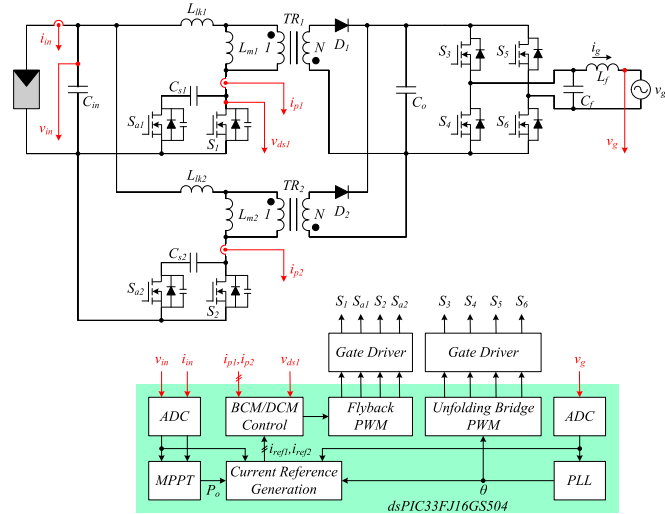 L_lk1 TR_1 D_1
i_in L_m1 1 N S_3 S_5 i_g
L_f
C_s1 C_in C_o C_f v_g
i_p1
v_in S_a1 S_1 S_4 S_6
v_ds1 v_g
L_lk2 TR_2
L_m2 1 N D_2
C_s2
i_p2
S_a2 S_2
S_1 S_a1 S_2 S_a2 S_3 S_4 S_5 S_6
v_in i_in i_p1,i_p2 v_ds1 Gate Driver Gate Driver v_g
ADC BCM/DCM Control Flyback PWM Unfolding Bridge PWM ADC
i_ref1,i_ref2
MPPT P_o Current Reference Generation θ PLL
dsPIC33FJ16GS504